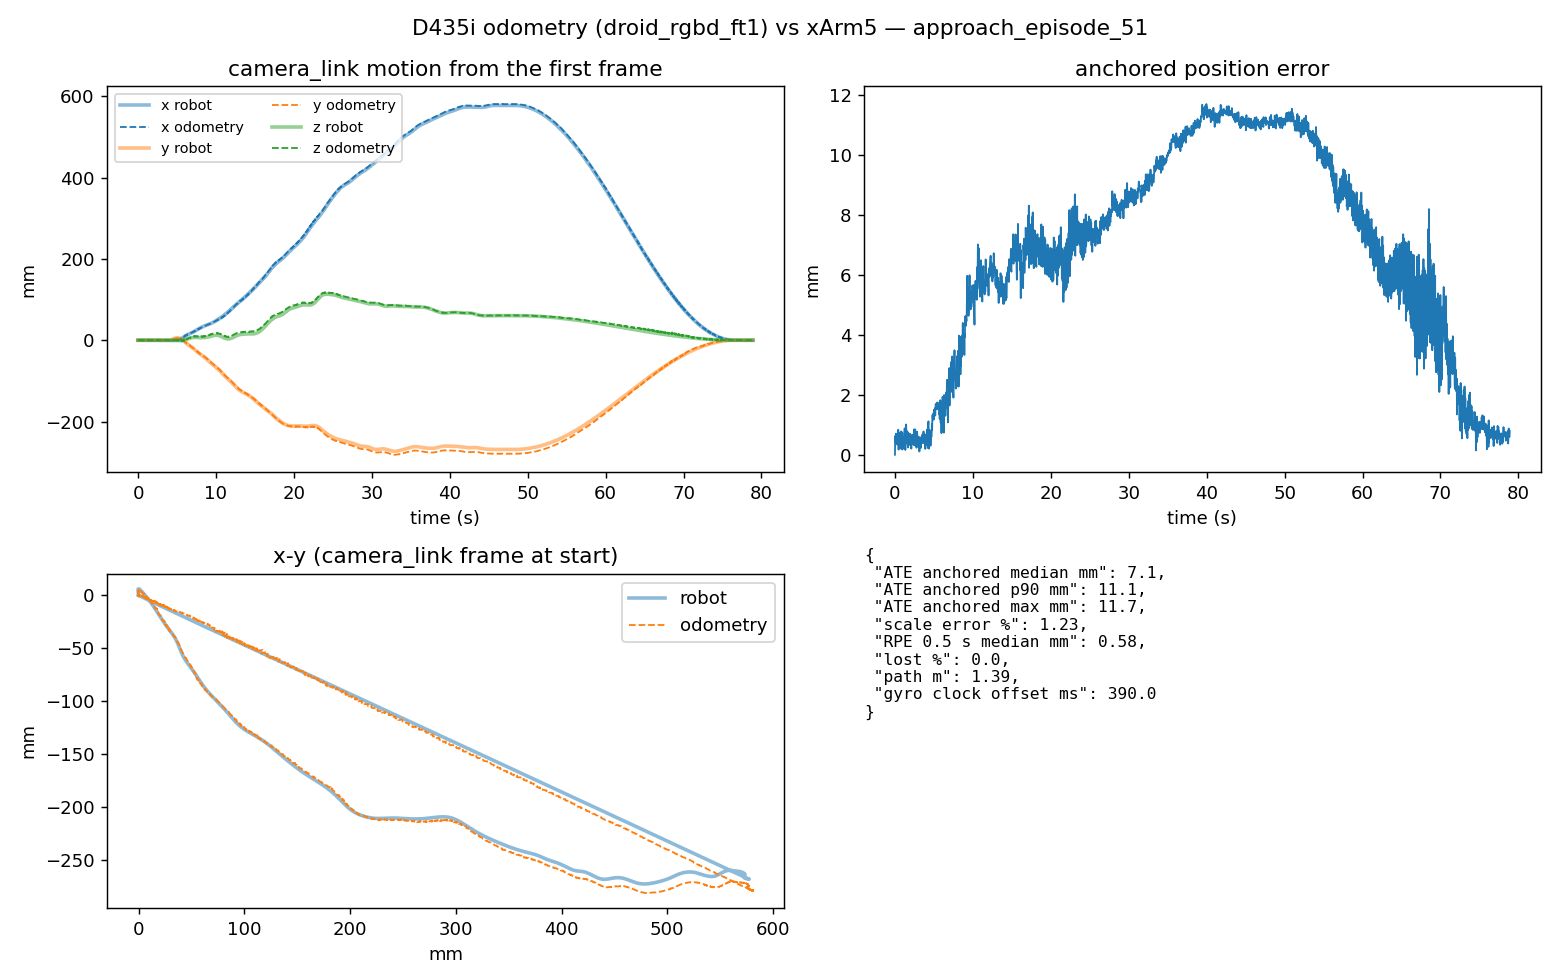 D435i odometry (droid_rgbd_ft1) vs xArm5 — approach_episode_51
camera_link motion from the first frame
x robot
x odometry
y robot
y odometry
z robot
z odometry
600
400
200
0
−200
mm
0 10 20 30 40 50 60 70 80
time (s)
anchored position error
12
10
8
6
4
2
0
mm
0 10 20 30 40 50 60 70 80
time (s)
x-y (camera_link frame at start)
robot
odometry
0
−50
−100
−150
−200
−250
mm
0 100 200 300 400 500 600
mm
{
"ATE anchored median mm": 7.1,
"ATE anchored p90 mm": 11.1,
"ATE anchored max mm": 11.7,
"scale error %": 1.23,
"RPE 0.5 s median mm": 0.58,
"lost %": 0.0,
"path m": 1.39,
"gyro clock offset ms": 390.0
}